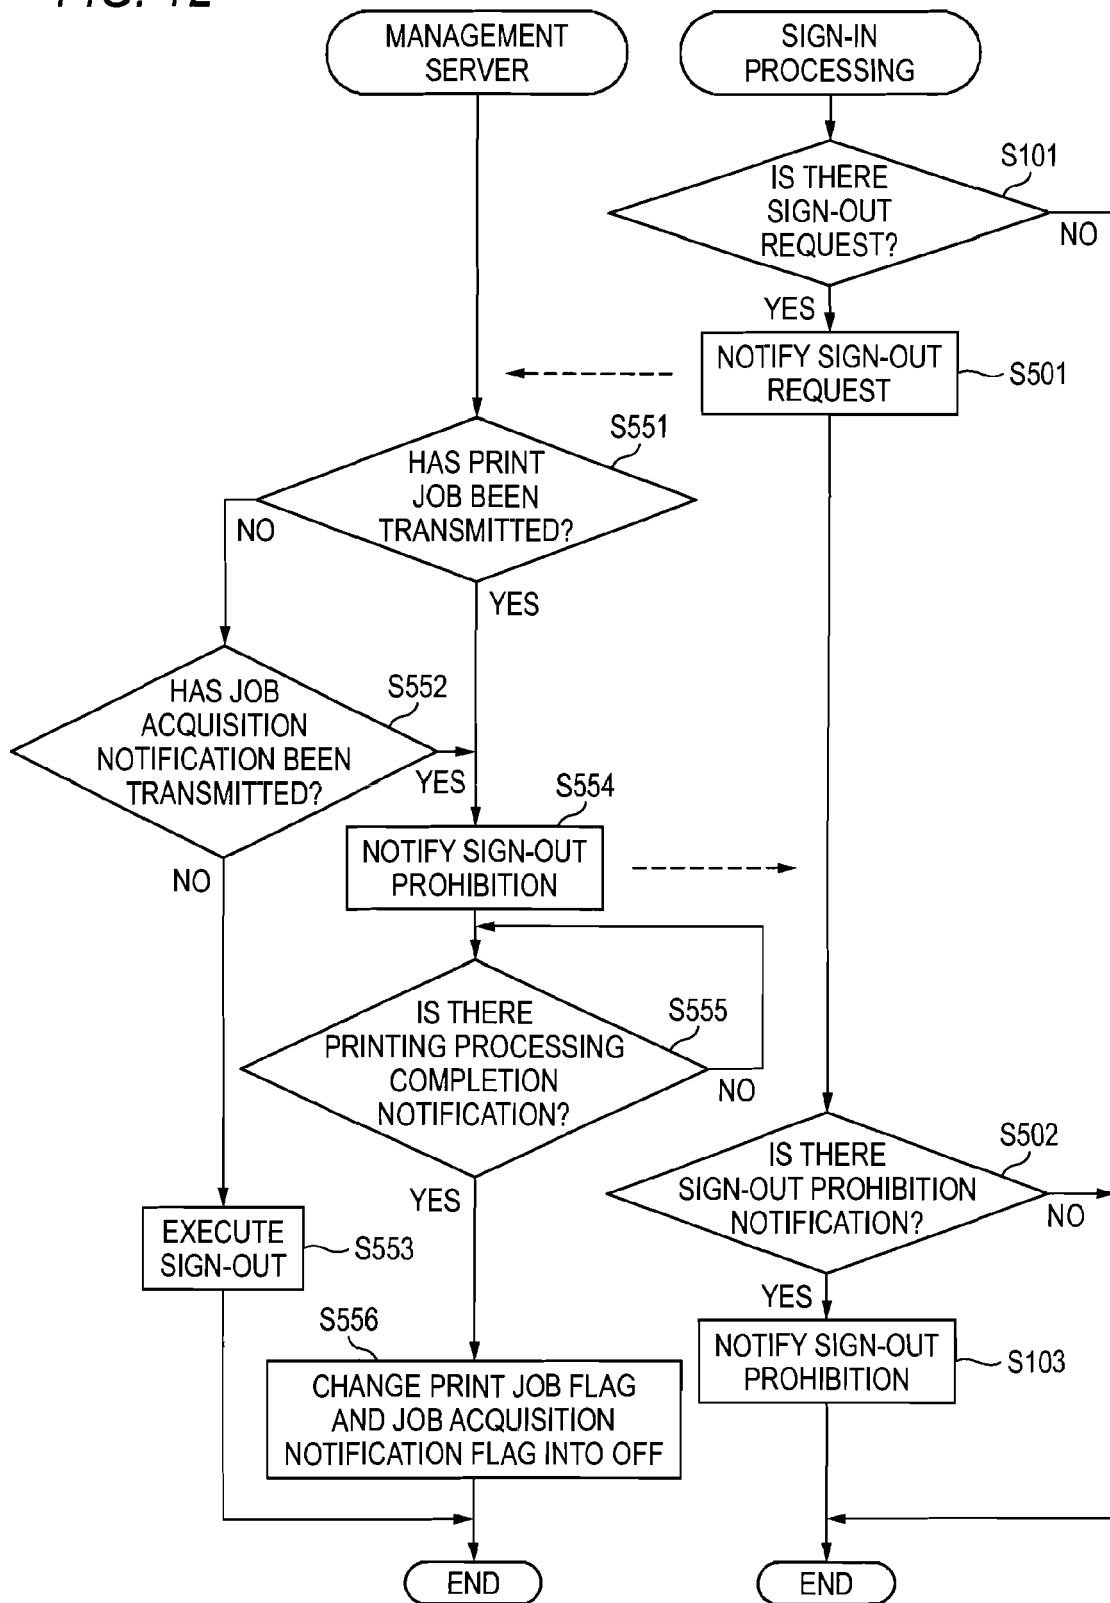 FIG. 12
MANAGEMENT
SERVER
SIGN-IN
PROCESSING
S101
IS THERE
SIGN-OUT
REQUEST?
NO
YES
NOTIFY SIGN-OUT
REQUEST
S501
S551
HAS PRINT
JOB BEEN
TRANSMITTED?
NO
YES
S552
HAS JOB
ACQUISITION
NOTIFICATION BEEN
TRANSMITTED?
YES
NO
S554
NOTIFY SIGN-OUT
PROHIBITION
S555
IS THERE
PRINTING PROCESSING
COMPLETION
NOTIFICATION?
NO
YES
S502
IS THERE
SIGN-OUT PROHIBITION
NOTIFICATION?
NO
YES
EXECUTE
SIGN-OUT
S553
S556
CHANGE PRINT JOB FLAG
AND JOB ACQUISITION
NOTIFICATION FLAG INTO OFF
NOTIFY SIGN-OUT
PROHIBITION
S103
END
END